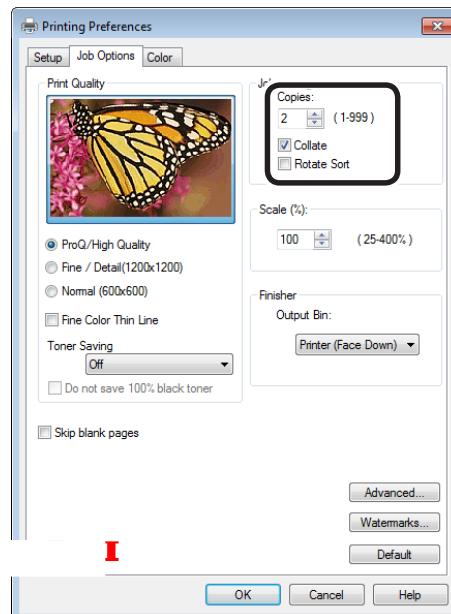 Printing Preferences
Setup Job Options Color
Print Quality
ProQ/High Quality
Fine / Detail(1200x1200)
Normal (600x600)
Fine Color Thin Line
Toner Saving
Off
Do not save 100% black toner
Skip blank pages
Copies:
2 (1-999)
Collate
Rotate Sort
Scale (%):
100 (25-400%)
Finisher
Output Bin:
Printer (Face Down)
Advanced...
Watermarks...
Default
I
OK Cancel Help